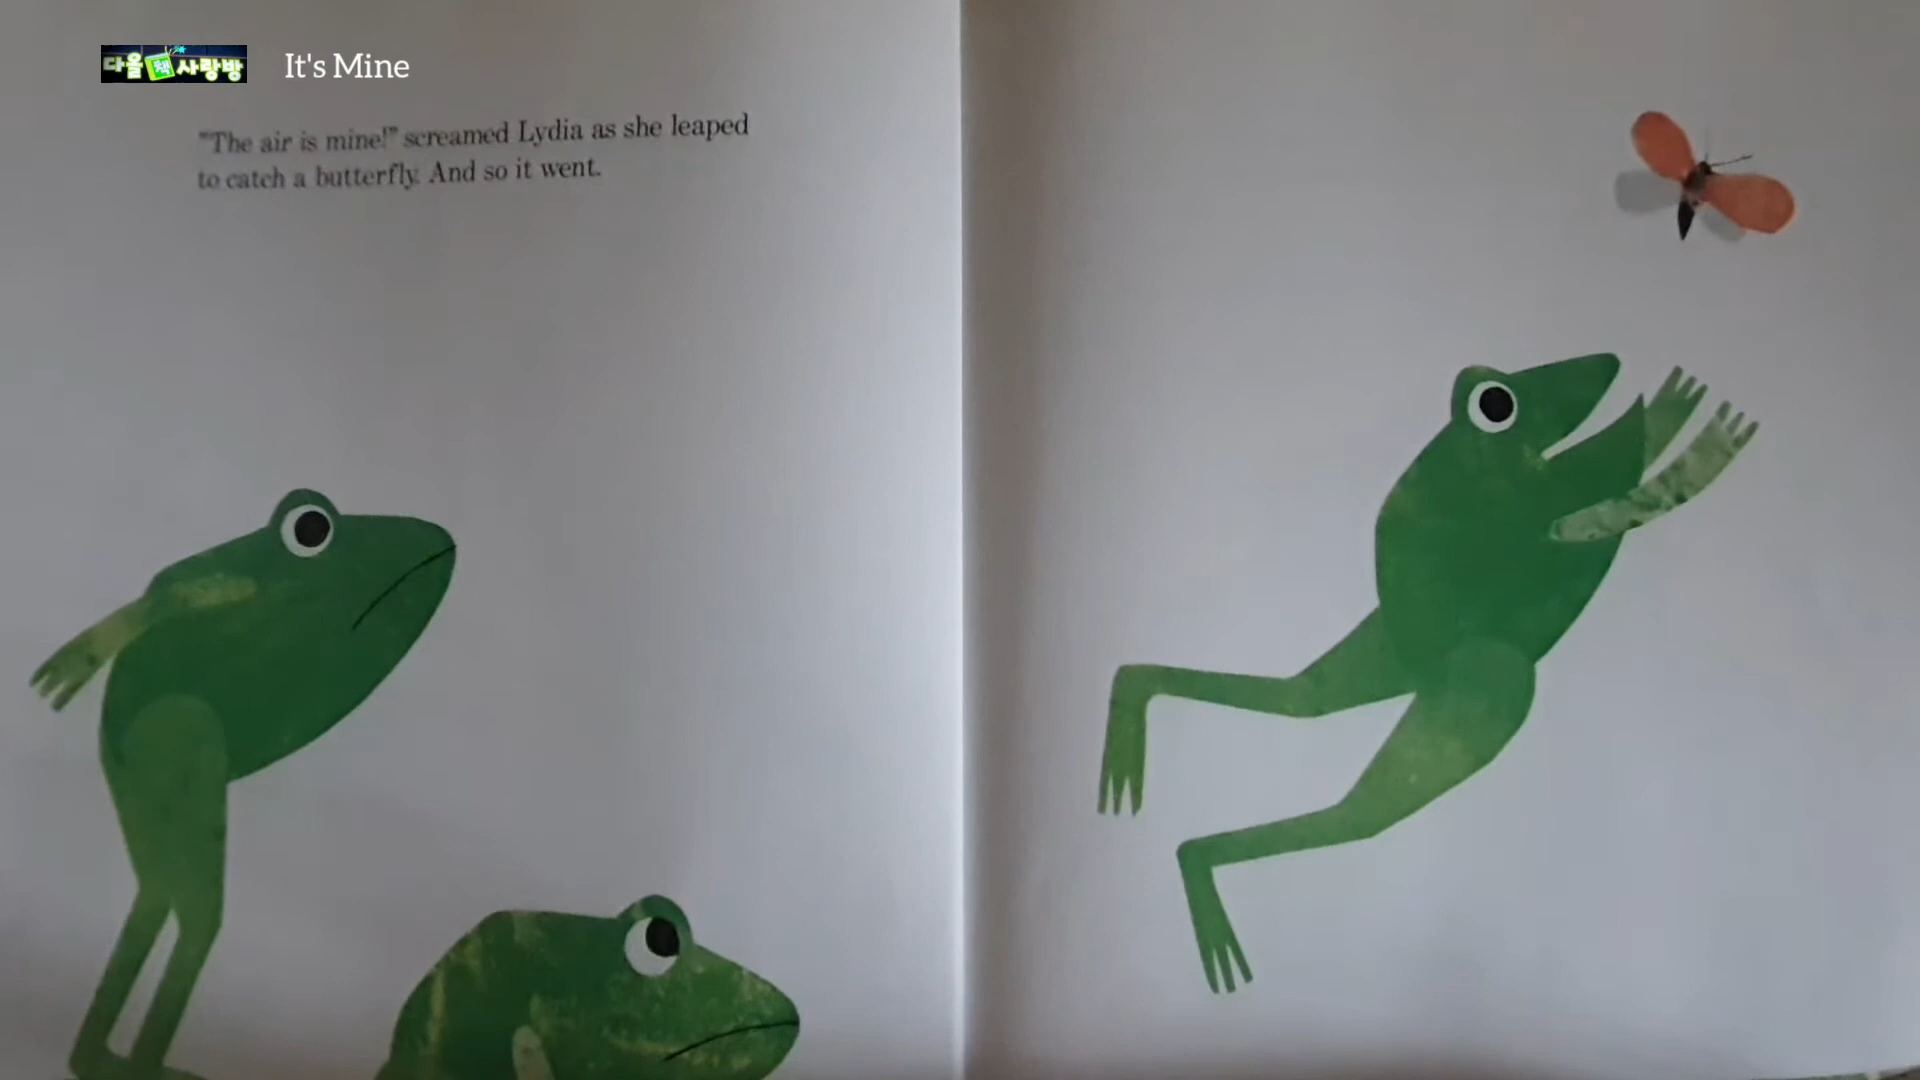 다올 책 사랑방
It's Mine
"The air is mine!" screamed Lydia as she leaped
to catch a butterfly. And so it went.